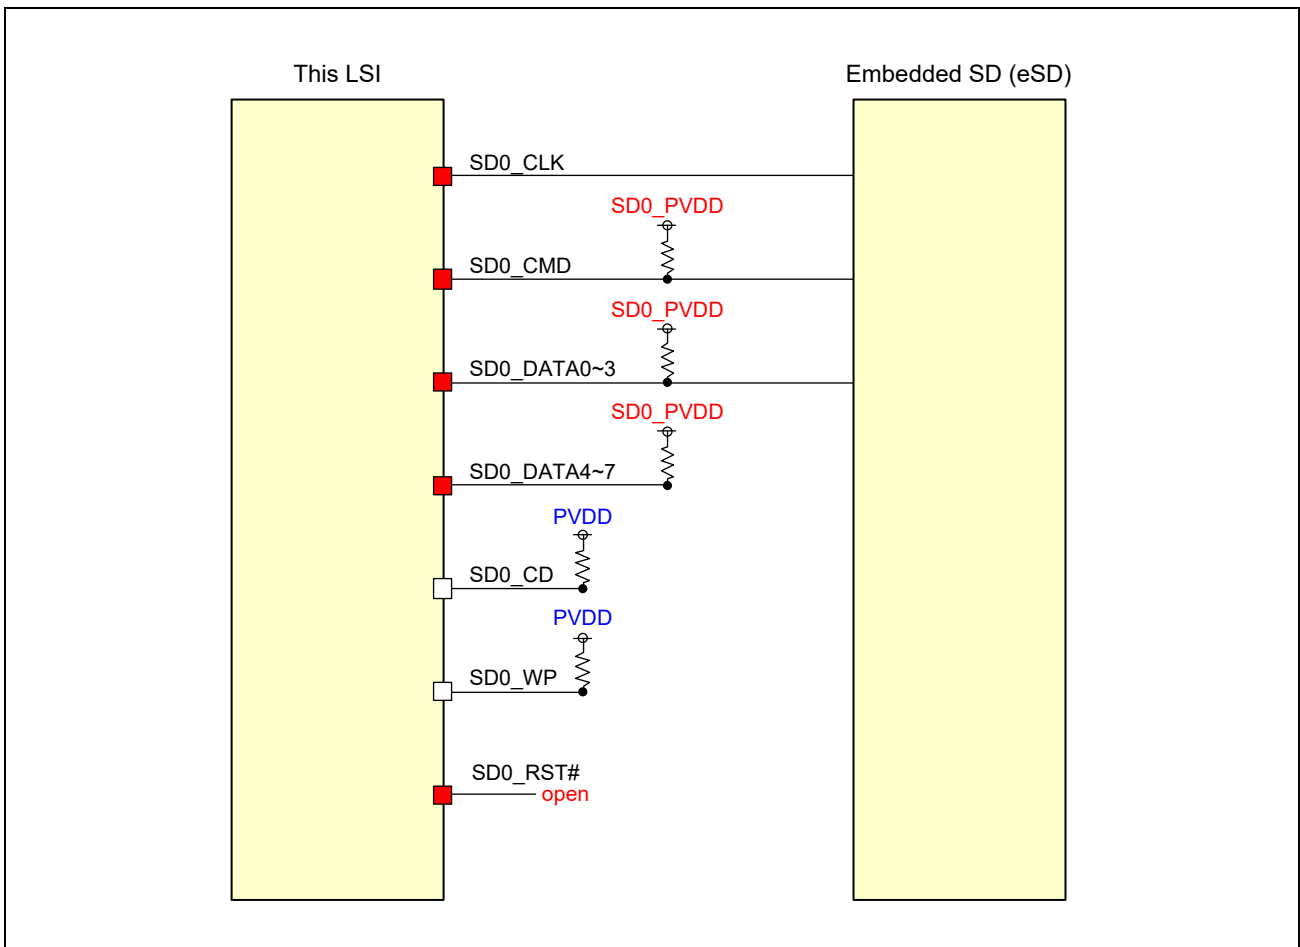 This LSI
Embedded SD (eSD)
SD0_CLK
SD0_PVDD
SD0_CMD
SD0_PVDD
SD0_DATA0~3
SD0_PVDD
SD0_DATA4~7
PVDD
SD0_CD
PVDD
SD0_WP
SD0_RST#
open